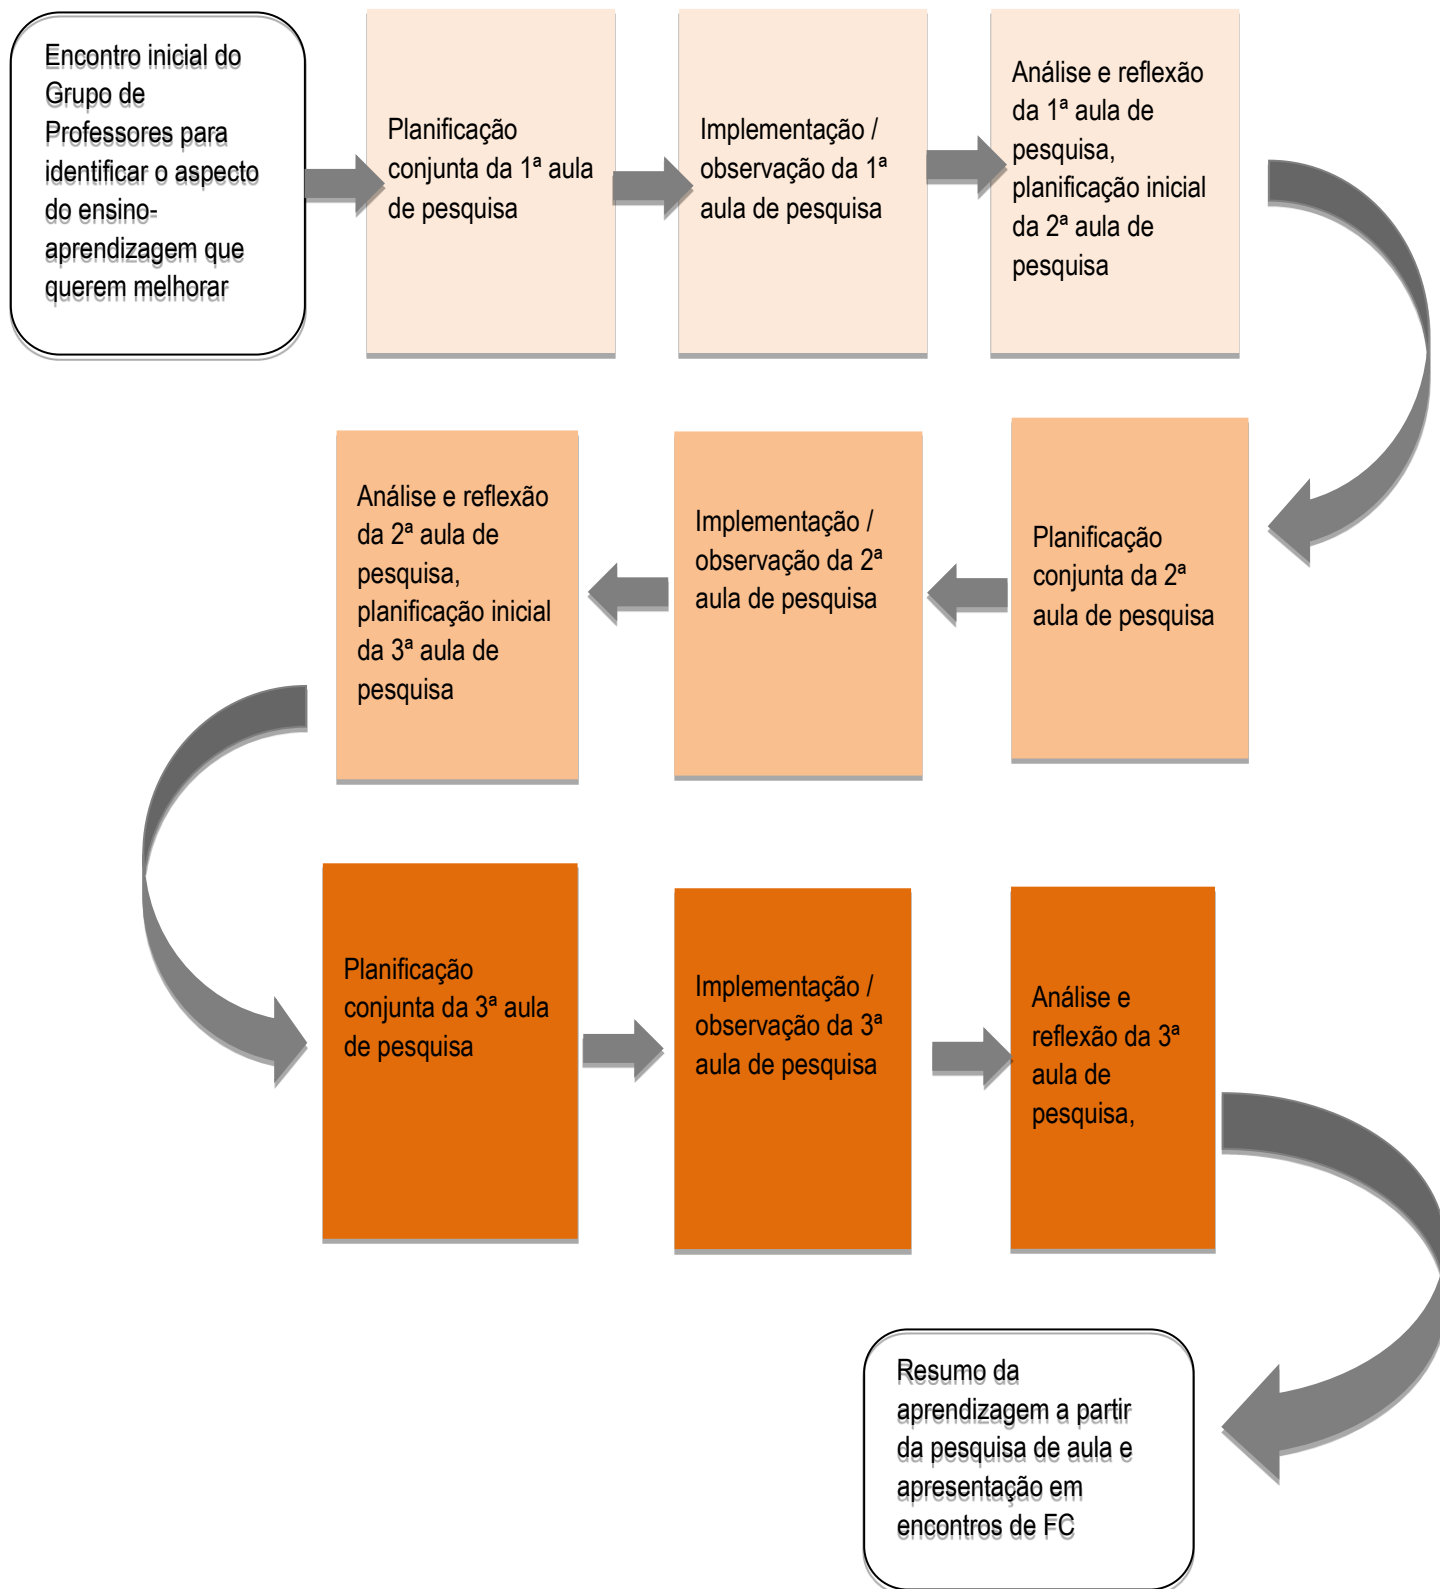 Encontro inicial do
Grupo de
Professores para
identificar o aspecto
do ensino-
aprendizagem que
querem melhorar
Planificação
conjunta da 1ª aula
de pesquisa
Implementação /
observação da 1ª
aula de pesquisa
Análise e reflexão
da 1ª aula de
pesquisa,
planificação inicial
da 2ª aula de
pesquisa
Planificação
conjunta da 2ª
aula de pesquisa
Implementação /
observação da 2ª
aula de pesquisa
Análise e reflexão
da 2ª aula de
pesquisa,
planificação inicial
da 3ª aula de
pesquisa
Planificação
conjunta da 3ª aula
de pesquisa
Implementação /
observação da 3ª
aula de pesquisa
Análise e
reflexão da 3ª
aula de
pesquisa,
Resumo da
aprendizagem a partir
da pesquisa de aula e
apresentação em
encontros de FC